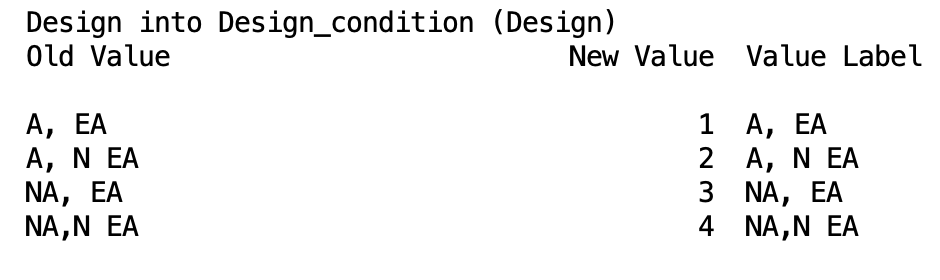 Design into Design_condition (Design)
Old Value New Value Value Label
A, EA 1 A, EA
A, N EA 2 A, N EA
NA, EA 3 NA, EA
NA,N EA 4 NA,N EA